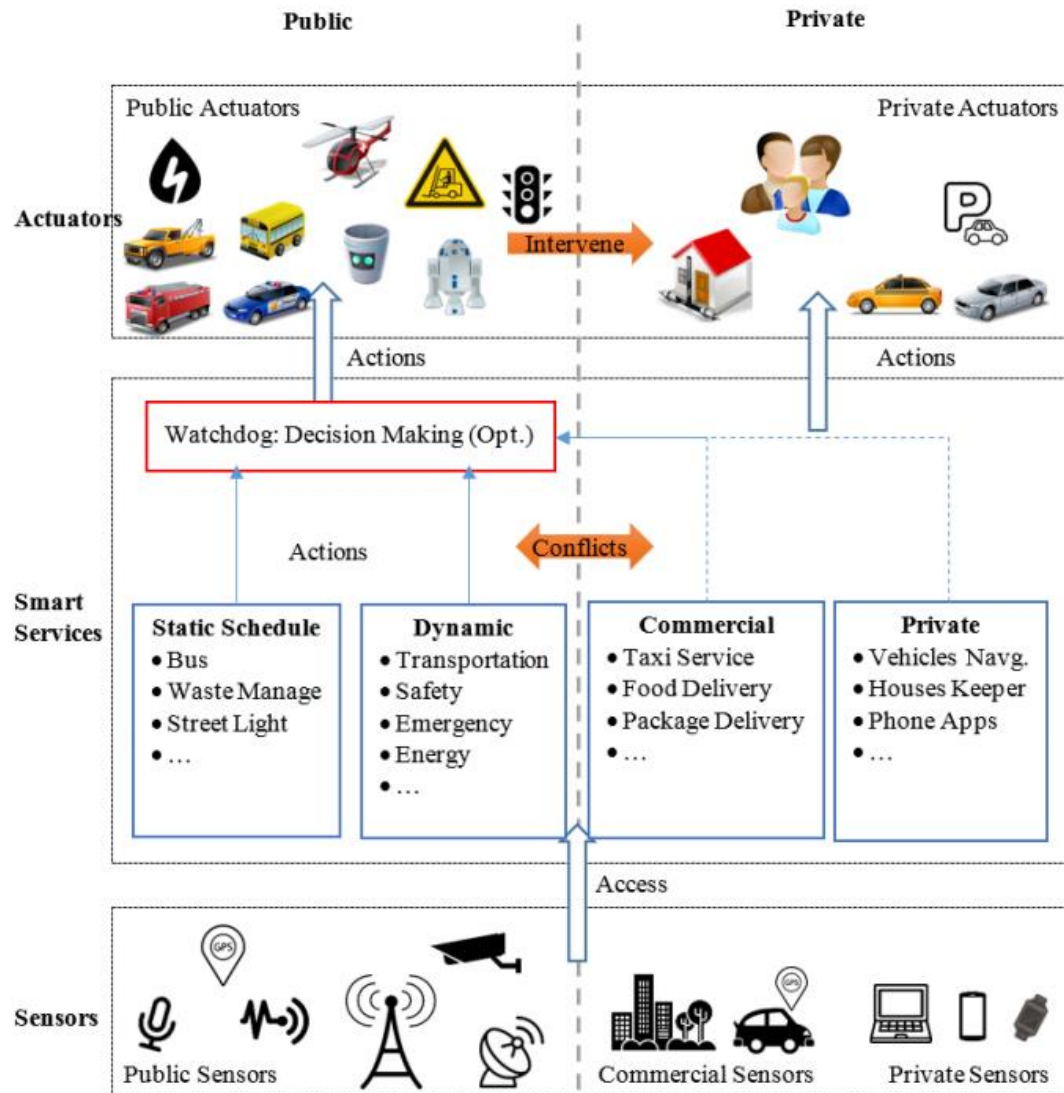 Public
Private
Public Actuators
Private Actuators
Actuators
Intervene
Actions
Actions
Watchdog: Decision Making (Opt.)
Actions
Conflicts
Smart
Services
Static Schedule
• Bus
• Waste Manage
• Street Light
• …
Dynamic
• Transportation
• Safety
• Emergency
• Energy
• …
Commercial
• Taxi Service
• Food Delivery
• Package Delivery
• …
Private
• Vehicles Navg.
• Houses Keeper
• Phone Apps
• …
Access
GPS
GPS
Sensors
Public Sensors
Commercial Sensors
Private Sensors
P